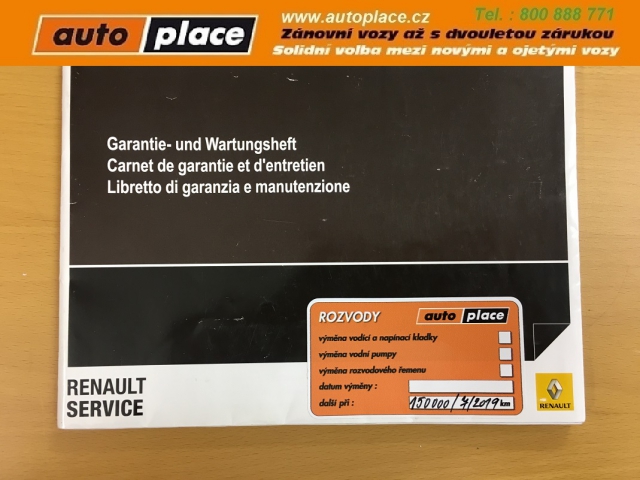 auto place
www.autoplace.cz
Tel. : 800 888 771
Zánovní vozy až s dvouletou zárukou
Solidní volba mezi novými a ojetými vozy
Garantie- und Wartungsheft
Carnet de garantie et d'entretien
Libretto di garanzia e manutenzione
ROZVODY
auto place
výměna vodící a napínací kladky
výměna vodní pumpy
výměna rozvodového řemenu
datum výměny :
další při : 150000/7/2019 km
RENAULT
SERVICE
RENAULT